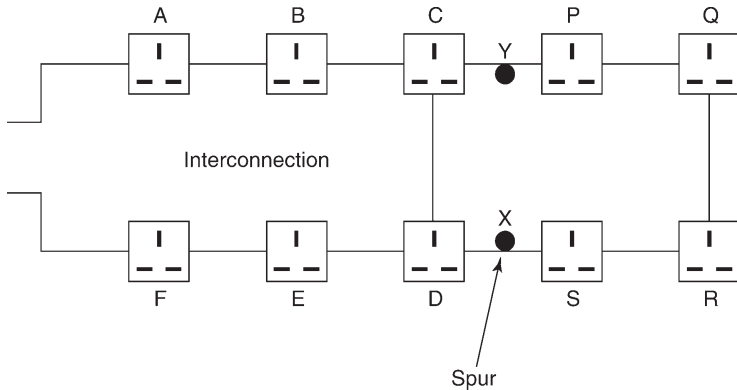 A B C P Q
Y
Interconnection
X
F E D S R
Spur